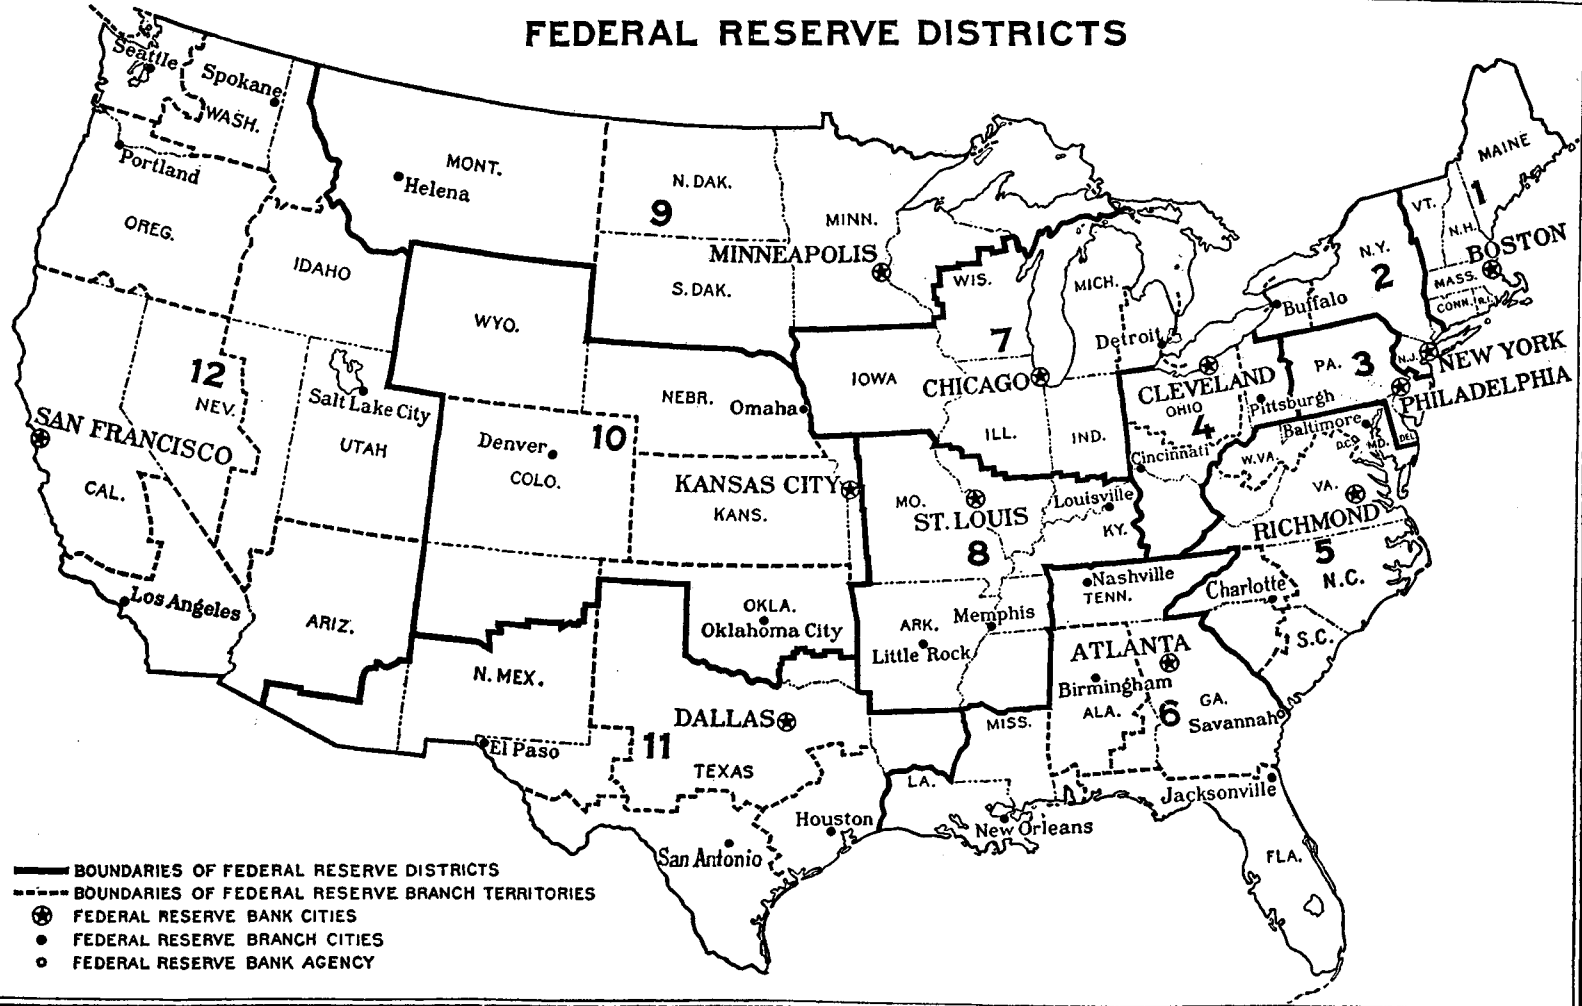 FEDERAL RESERVE DISTRICTS
Seattle
Spokane
WASH.
Portland
OREG.
IDAHO
MONT.
Helena
N. DAK.
9
MINN.
MINNEAPOLIS
S. DAK.
WYO.
WIS.
MICH.
7
Detroit
MAINE
VT.
1
N.H.
BOSTON
MASS.
CONN.
R.I.
N.Y.
2
Buffalo
NEW YORK
N.J.
PA.
3
PHILADELPHIA
12
NEV.
SAN FRANCISCO
CAL.
Salt Lake City
UTAH
Denver
10
COLO.
NEBR.
Omaha
IOWA
CHICAGO
ILL.
IND.
CLEVELAND
OHIO
4
Pittsburgh
Cincinnati
Baltimore
D.C.
MD.
DEL.
W.VA.
VA.
RICHMOND
5
N.C.
KANSAS CITY
KANS.
MO.
ST. LOUIS
8
Louisville
KY.
Los Angeles
ARIZ.
N. MEX.
OKLA.
Oklahoma City
ARK.
Little Rock
Memphis
Nashville
TENN.
Charlotte
S.C.
ATLANTA
Birmingham
ALA.
6
GA.
Savannah
MISS.
DALLAS
11
El Paso
TEXAS
LA.
Houston
San Antonio
New Orleans
Jacksonville
FLA.
BOUNDARIES OF FEDERAL RESERVE DISTRICTS
BOUNDARIES OF FEDERAL RESERVE BRANCH TERRITORIES
FEDERAL RESERVE BANK CITIES
FEDERAL RESERVE BRANCH CITIES
FEDERAL RESERVE BANK AGENCY